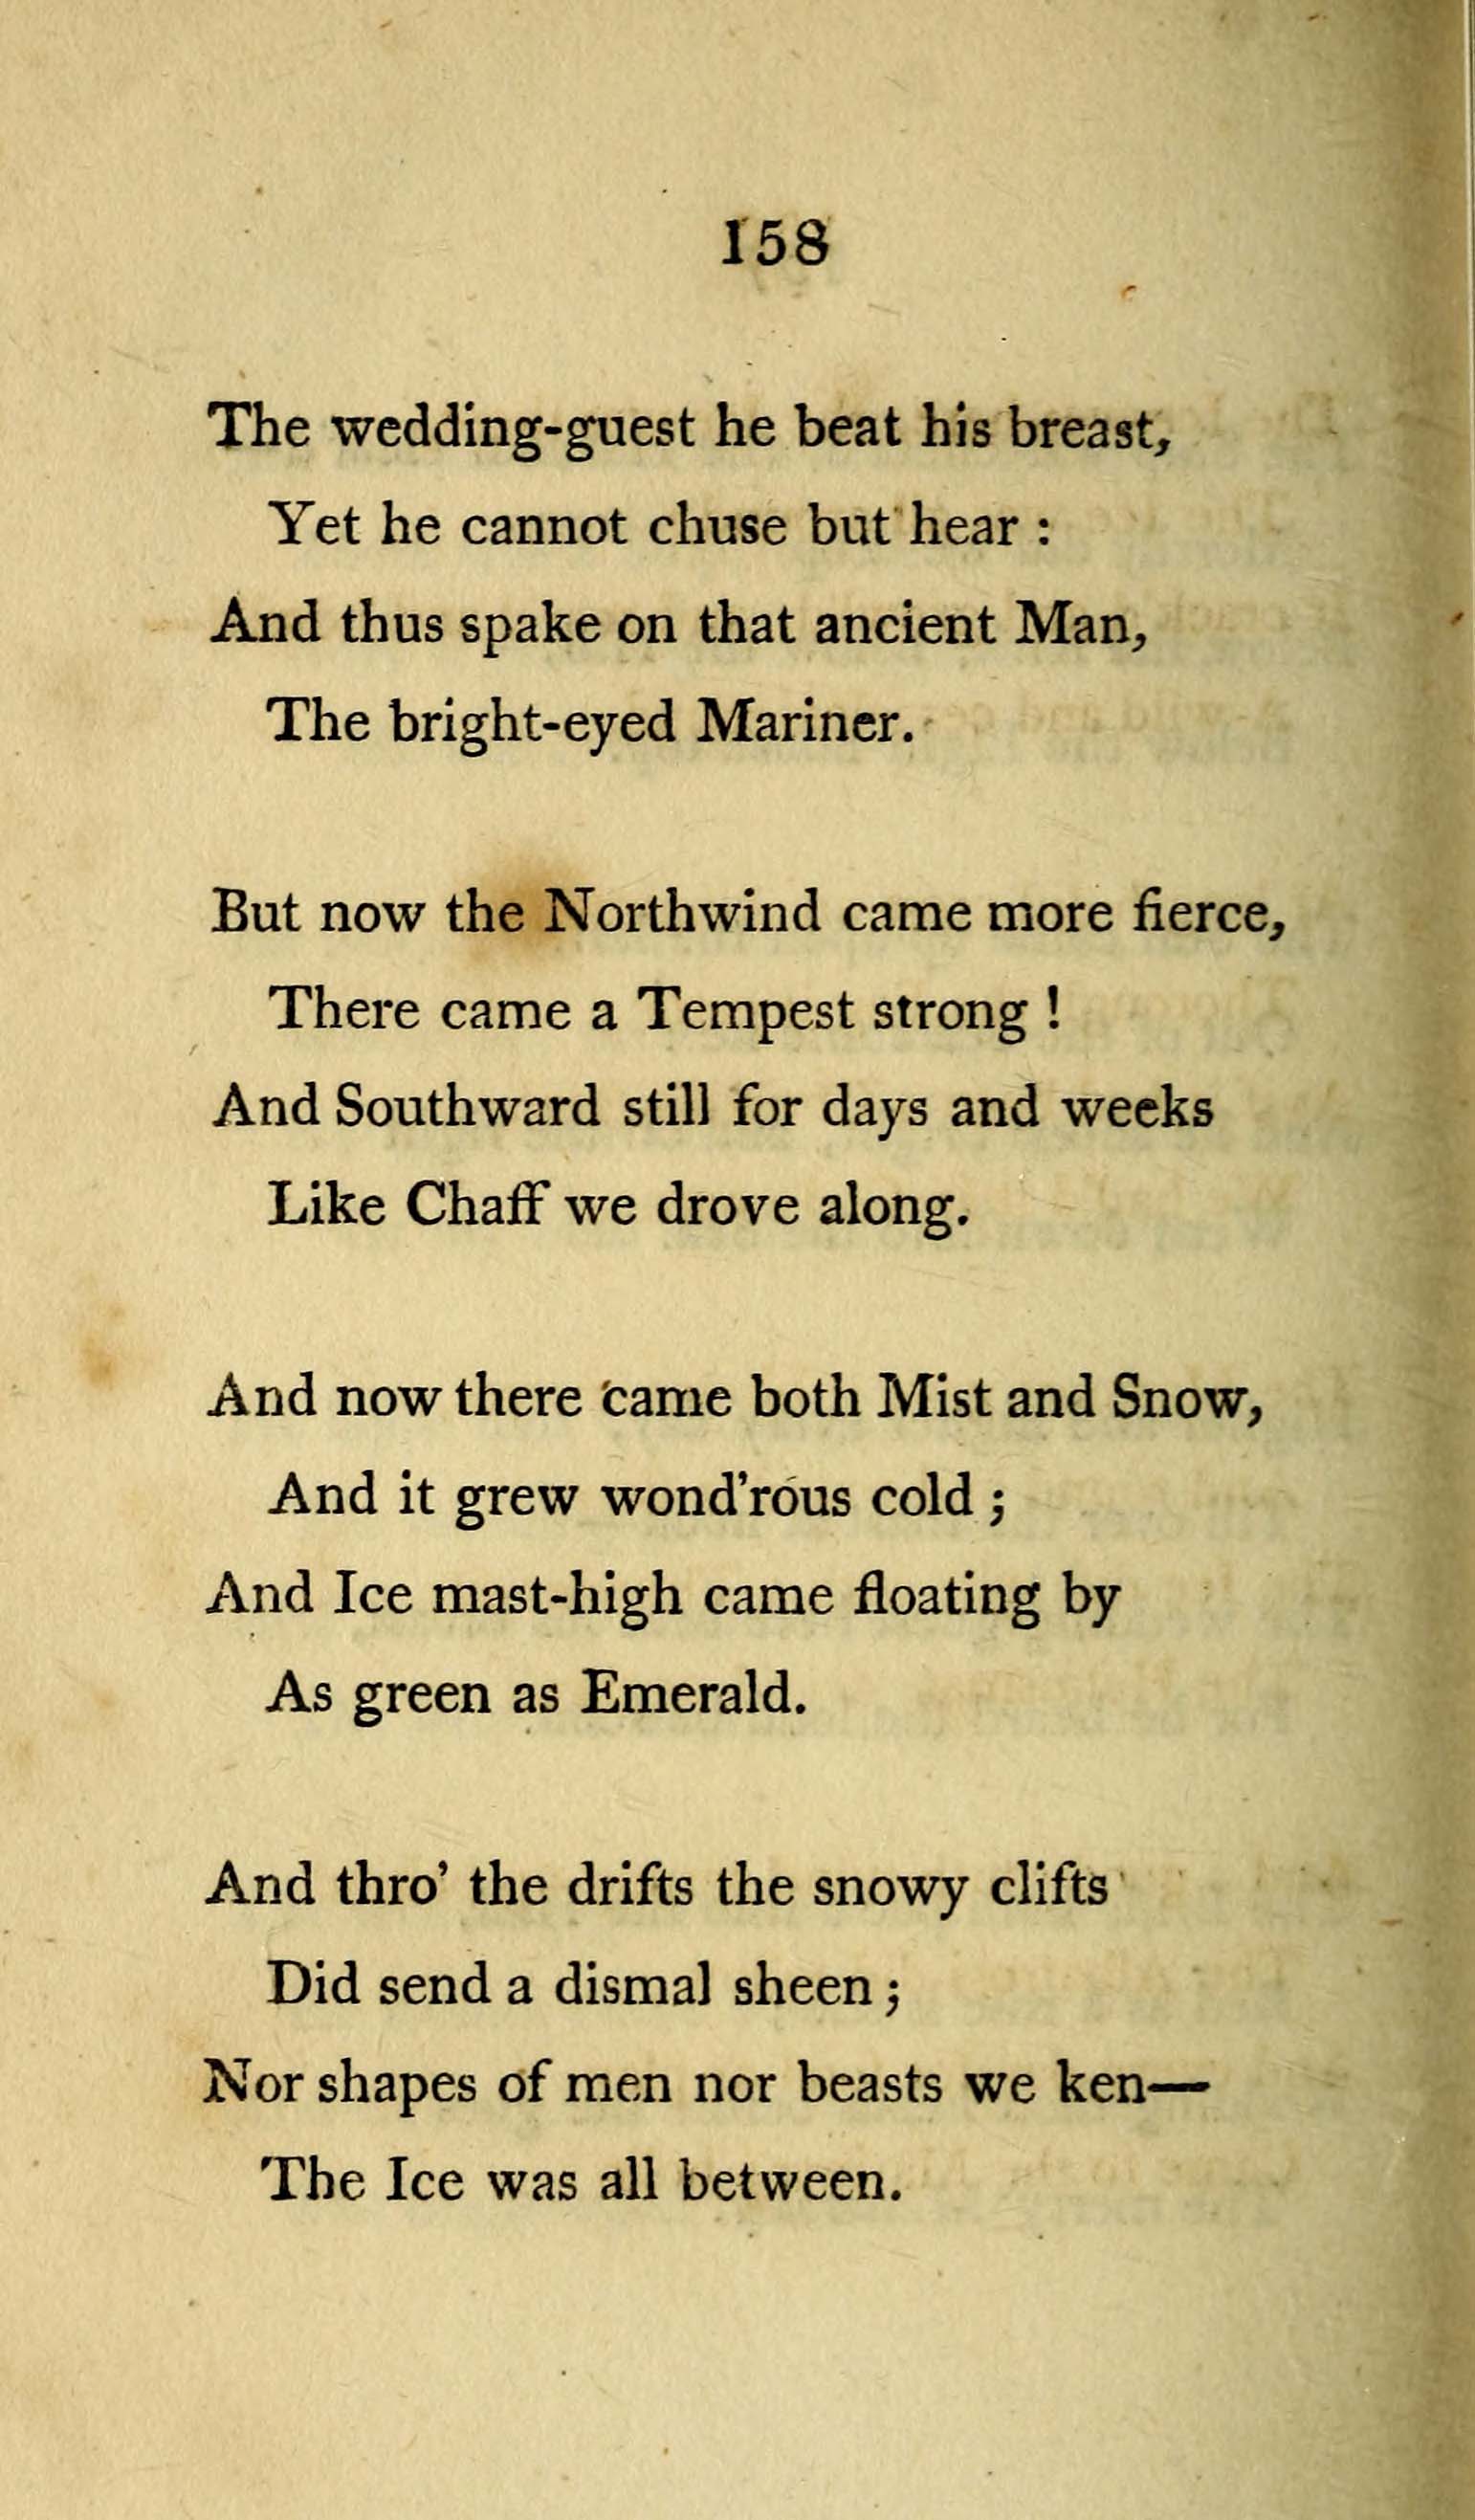 158
The wedding-guest he beat his breast,
Yet he cannot chuse but hear :
And thus spake on that ancient Man,
The bright-eyed Mariner.
But now the Northwind came more fierce,
There came a Tempest strong !
And Southward still for days and weeks
Like Chaff we drove along.
And now there came both Mist and Snow,
And it grew wond'rous cold ;
And Ice mast-high came floating by
As green as Emerald.
And thro' the drifts the snowy clifts
Did send a dismal sheen ;
Nor shapes of men nor beasts we ken—
The Ice was all between.